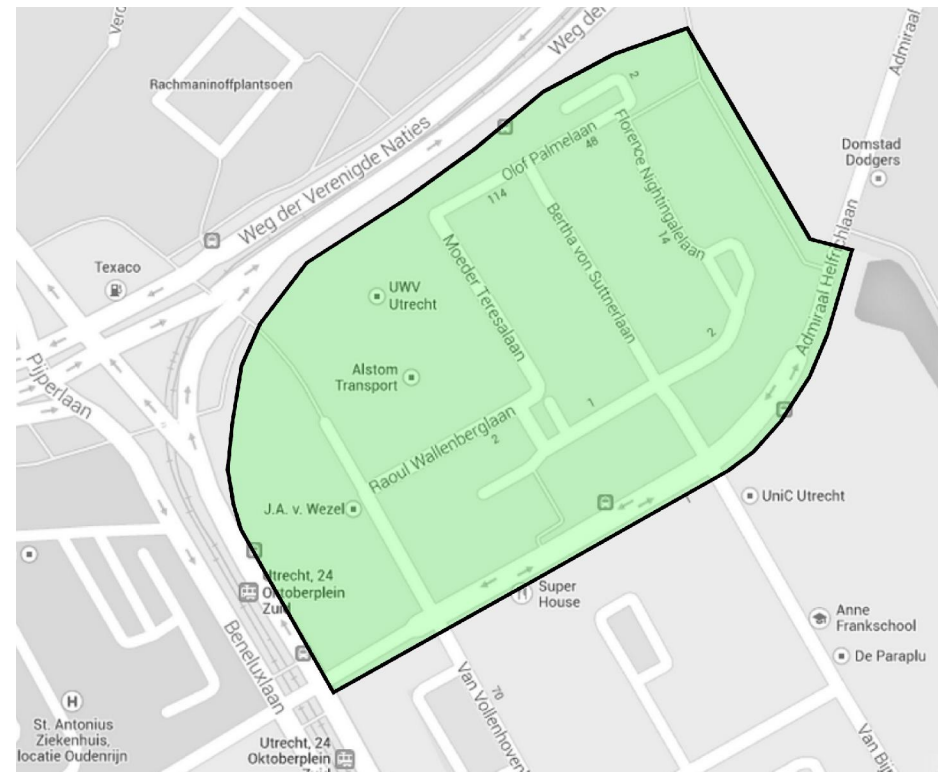 Weg der
Admiraal
Rachmaninoffplantsoen
Weg der Verenigde Naties
Olof Palmelaan
2
48
114
Florence Nightingalelaan
14
Domstad
Dodgers
Bertha von Suttnerlaan
Moeder Teresalaan
Admiraal Helfrichlaan
Texaco
UWV
Utrecht
Alstom
Transport
2
1
Pijperlaan
Raoul Wallenberglaan
2
J.A. v. Wezel
UniC Utrecht
Utrecht, 24
Oktoberplein
Zuid
Super
House
Anne
Frankschool
De Paraplu
Beneluxlaan
70
Van Vollenhoven
H
St. Antonius
Ziekenhuis,
locatie Oudenrijn
Utrecht, 24
Oktoberplein
Van Bij